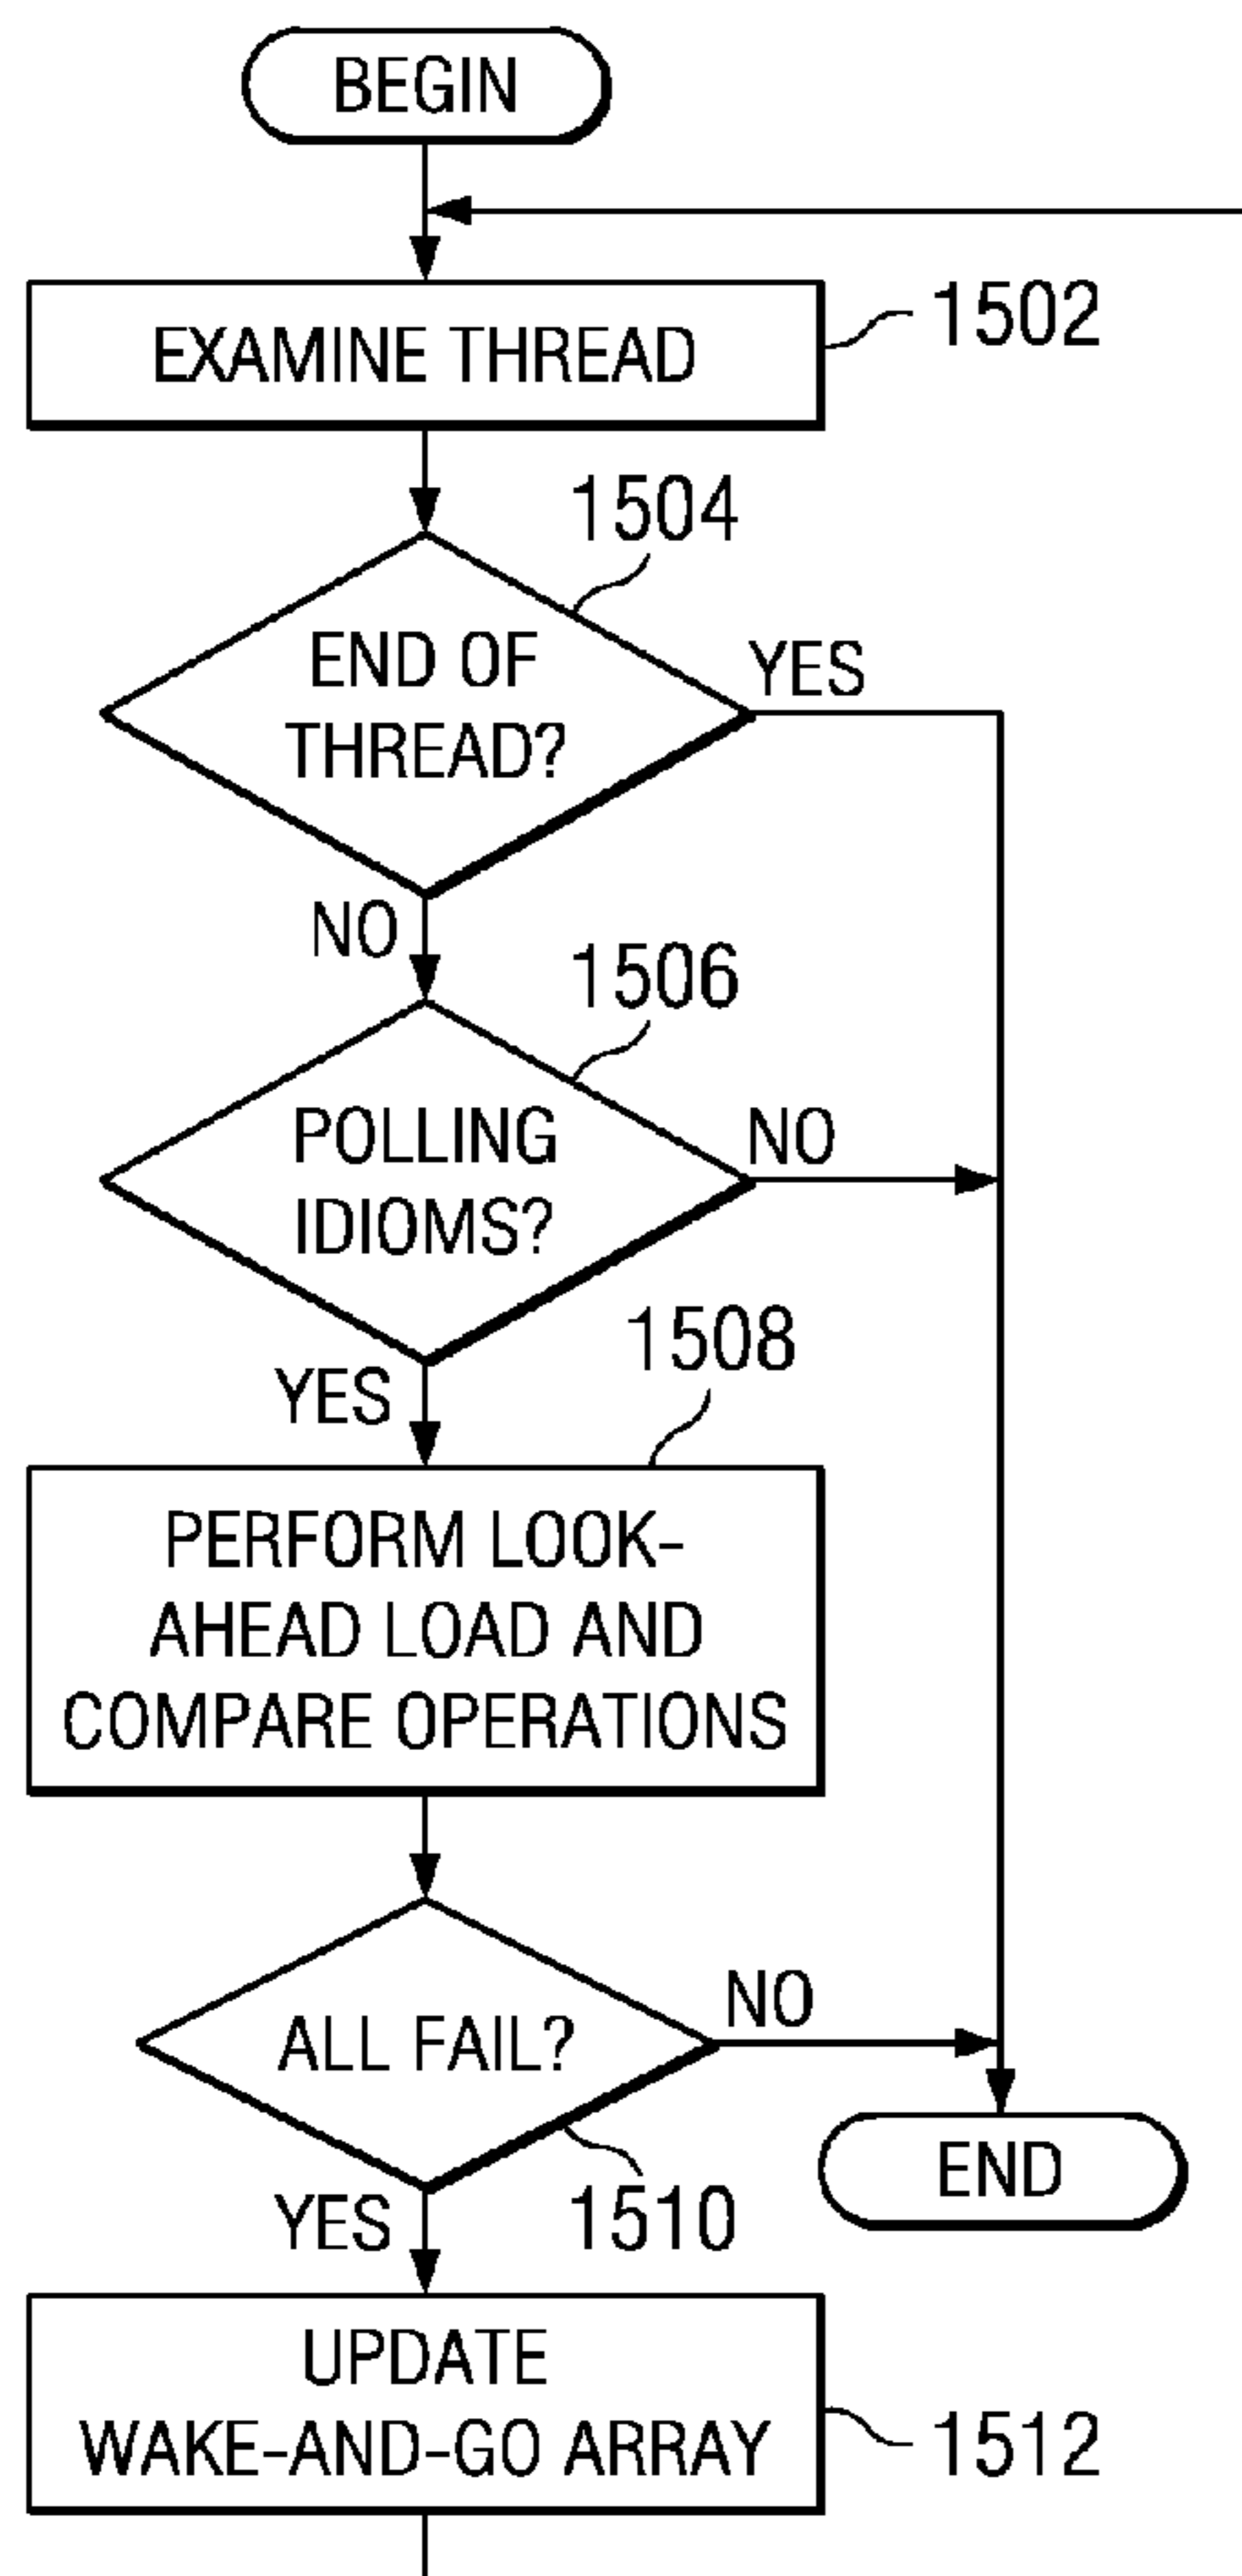 BEGIN
EXAMINE THREAD
1502
1504
END OF
THREAD?
YES
NO
1506
POLLING
IDIOMS?
NO
1508
YES
PERFORM LOOK-
AHEAD LOAD AND
COMPARE OPERATIONS
ALL FAIL?
NO
END
YES
1510
UPDATE
WAKE-AND-GO ARRAY
1512